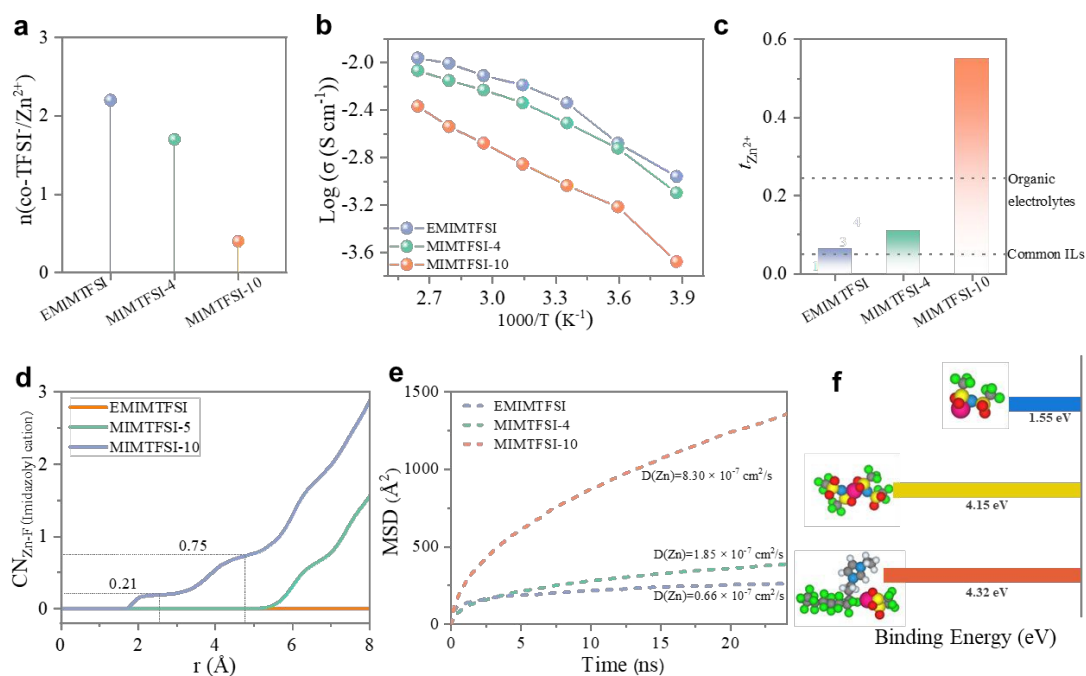 a
3
2
1
0
n(co-TFSI⁻/Zn²⁺)
EMIMTFSI
MIMTFSI-4
MIMTFSI-10
b
-2.0
-2.4
-2.8
-3.2
-3.6
Log (σ (S cm⁻¹))
EMIMTFSI
MIMTFSI-4
MIMTFSI-10
2.7 3.0 3.3 3.6 3.9
1000/T (K⁻¹)
c
0.6
0.4
0.2
0.0
t Zn²⁺
Organic
electrolytes
Common ILs
1 3 4
EMIMTFSI
MIMTFSI-4
MIMTFSI-10
d
3
2
1
0
CN Zn-F (Imidazolyl cation)
EMIMTFSI
MIMTFSI-5
MIMTFSI-10
0.75
0.21
0 2 4 6 8
r (Å)
e
1500
1000
500
0
MSD (Å²)
EMIMTFSI
MIMTFSI-4
MIMTFSI-10
D(Zn)=8.30 × 10⁻⁷ cm²/s
D(Zn)=1.85 × 10⁻⁷ cm²/s
D(Zn)=0.66 × 10⁻⁷ cm²/s
0 5 10 15 20
Time (ns)
f
1.55 eV
4.15 eV
4.32 eV
Binding Energy (eV)